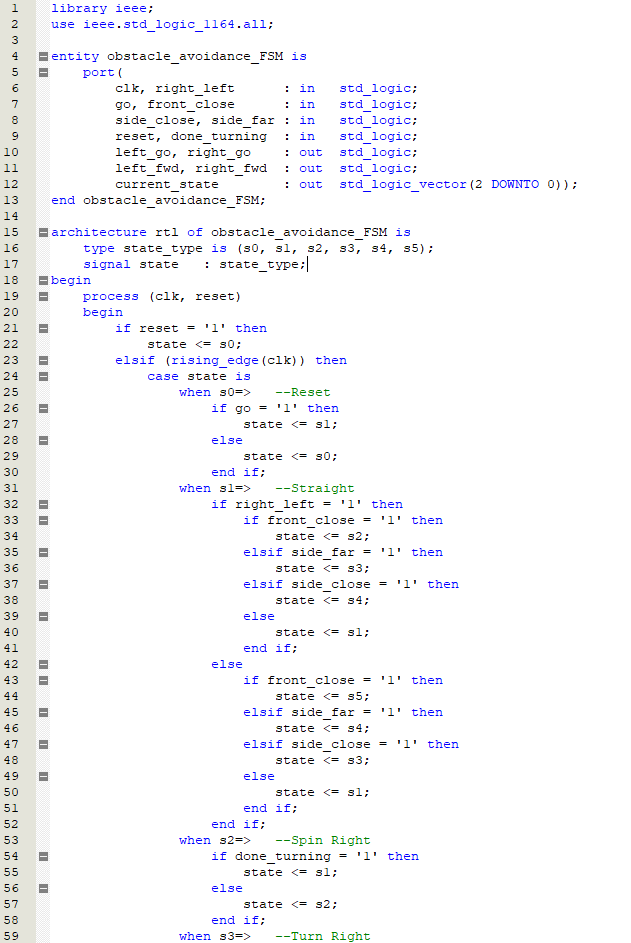 1 library ieee;
2 use ieee.std_logic_1164.all;
3
4 entity obstacle_avoidance_FSM is
5     port(
6         clk, right_left      : in   std_logic;
7         go, front_close      : in   std_logic;
8         side_close, side_far : in   std_logic;
9         reset, done_turning  : in   std_logic;
10         left_go, right_go    : out  std_logic;
11         left_fwd, right_fwd  : out  std_logic;
12         current_state        : out  std_logic_vector(2 DOWNTO 0));
13 end obstacle_avoidance_FSM;
14
15 architecture rtl of obstacle_avoidance_FSM is
16     type state_type is (s0, s1, s2, s3, s4, s5);
17     signal state   : state_type;
18 begin
19     process (clk, reset)
20     begin
21         if reset = '1' then
22             state <= s0;
23         elsif (rising_edge(clk)) then
24             case state is
25                 when s0=>   --Reset
26                     if go = '1' then
27                         state <= s1;
28                     else
29                         state <= s0;
30                     end if;
31                 when s1=>   --Straight
32                     if right_left = '1' then
33                         if front_close = '1' then
34                             state <= s2;
35                         elsif side_far = '1' then
36                             state <= s3;
37                         elsif side_close = '1' then
38                             state <= s4;
39                         else
40                             state <= s1;
41                         end if;
42                     else
43                         if front_close = '1' then
44                             state <= s5;
45                         elsif side_far = '1' then
46                             state <= s4;
47                         elsif side_close = '1' then
48                             state <= s3;
49                         else
50                             state <= s1;
51                         end if;
52                     end if;
53                 when s2=>   --Spin Right
54                     if done_turning = '1' then
55                         state <= s1;
56                     else
57                         state <= s2;
58                     end if;
59                 when s3=>   --Turn Right